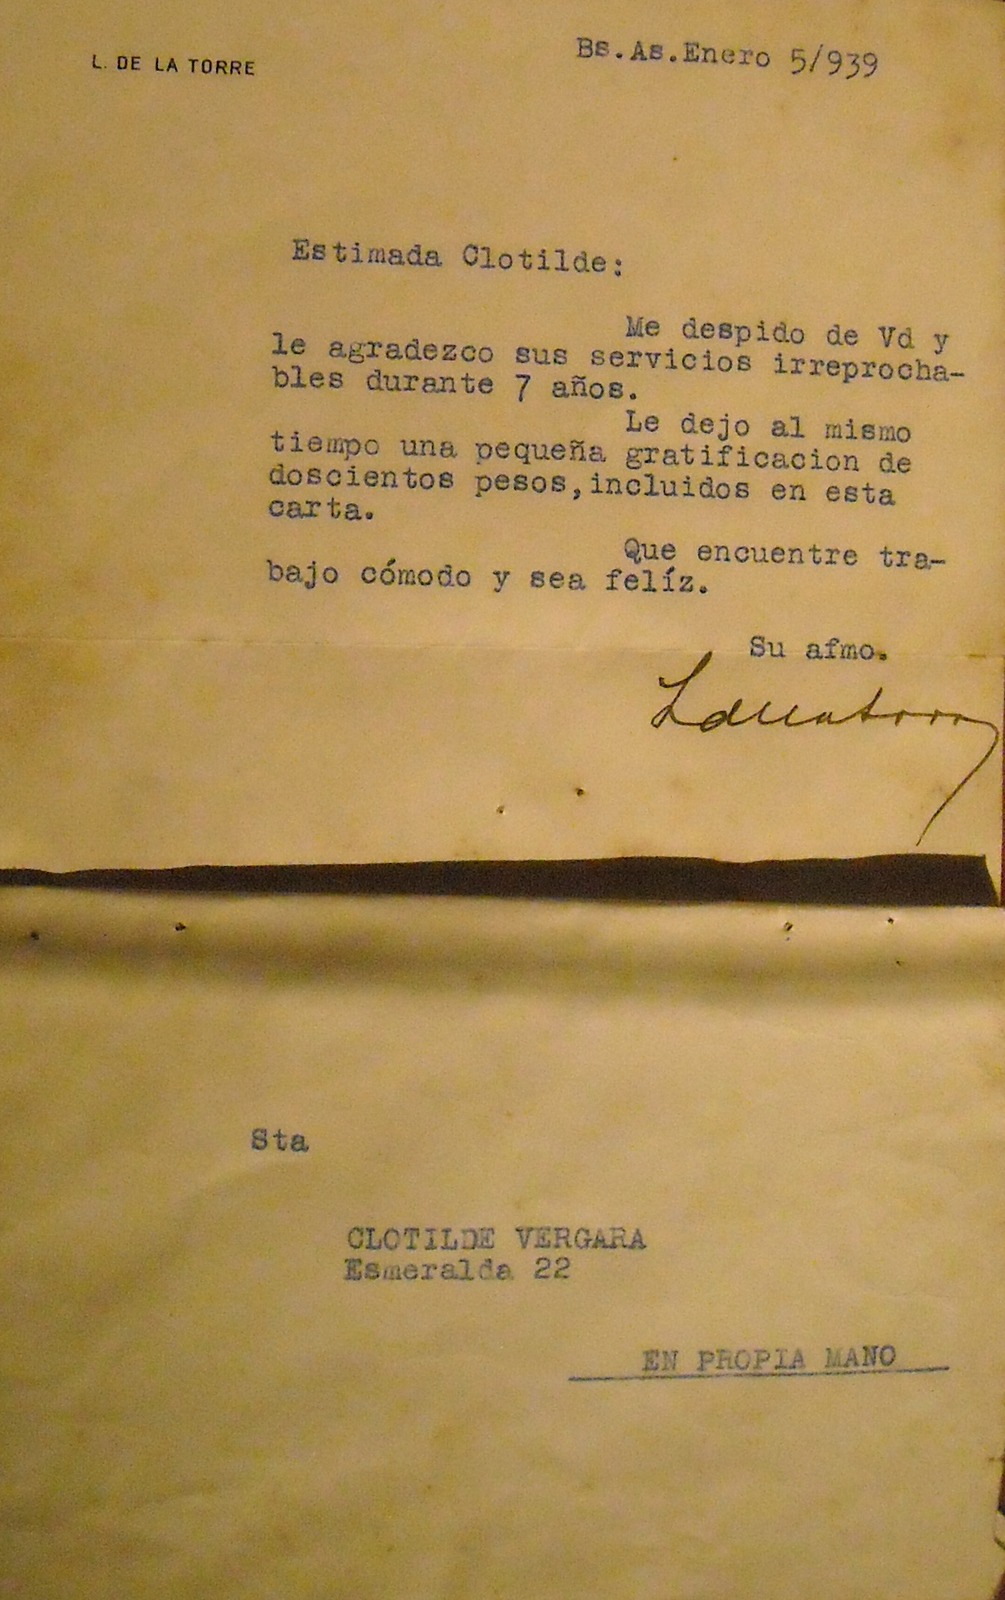 L. DE LA TORRE
Bs.As.Enero 5/939
Estimada Clotilde:
Me despido de Vd y
le agradezco sus servicios irreprocha-
bles durante 7 años.
Le dejo al mismo
tiempo una pequeña gratificacion de
doscientos pesos,incluidos en esta
carta.
Que encuentre tra-
bajo cómodo y sea felíz.
Su afmo.
Ldelatorre
Sta
CLOTILDE VERGARA
Esmeralda 22
EN PROPIA MANO